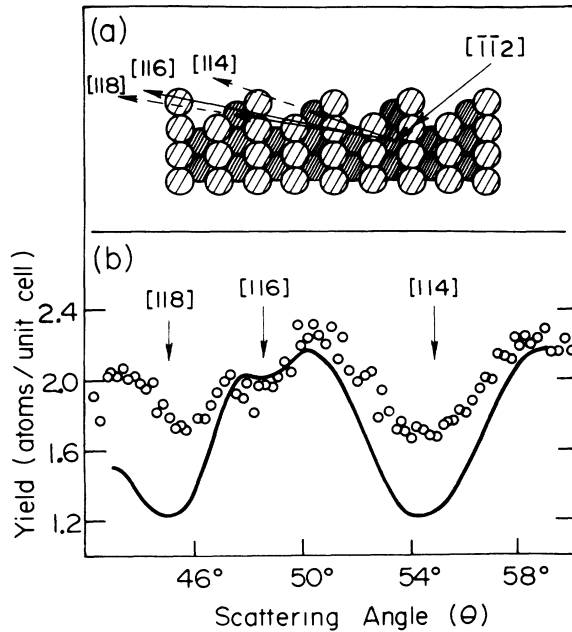 (a)
[1̄1̄2]
[114]
[116]
[118]
(b)
[118]
[116]
[114]
2.4
2.0
1.6
1.2
Yield (atoms/unit cell)
46° 50° 54° 58°
Scattering Angle (θ)